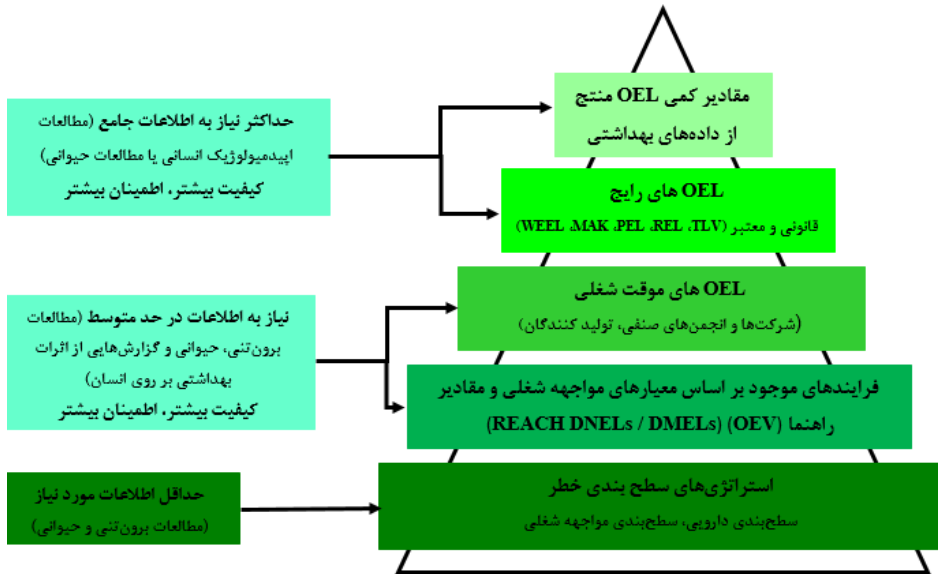 مقادیر کمی OEL منتج
از داده‌های بهداشتی
حداکثر نیاز به اطلاعات جامع (مطالعات
اپیدمیولوژیک انسانی یا مطالعات حیوانی)
کیفیت بیشتر، اطمینان بیشتر
OEL های رایج
قانونی و معتبر (WEEL ،MAK ،PEL ،REL ،TLV)
OEL های موقت شغلی
(شرکت‌ها و انجمن‌های صنفی، تولید کنندگان)
نیاز به اطلاعات در حد متوسط (مطالعات
برون‌تنی، حیوانی و گزارش‌هایی از اثرات
بهداشتی بر روی انسان)
کیفیت بیشتر، اطمینان بیشتر
فرایندهای موجود بر اساس معیارهای مواجهه شغلی و مقادیر
راهنما (OEV) (REACH DNELs / DMELs)
استراتژی‌های سطح بندی خطر
سطح‌بندی دارویی، سطح‌بندی مواجهه شغلی
حداقل اطلاعات مورد نیاز
(مطالعات برون‌تنی و حیوانی)